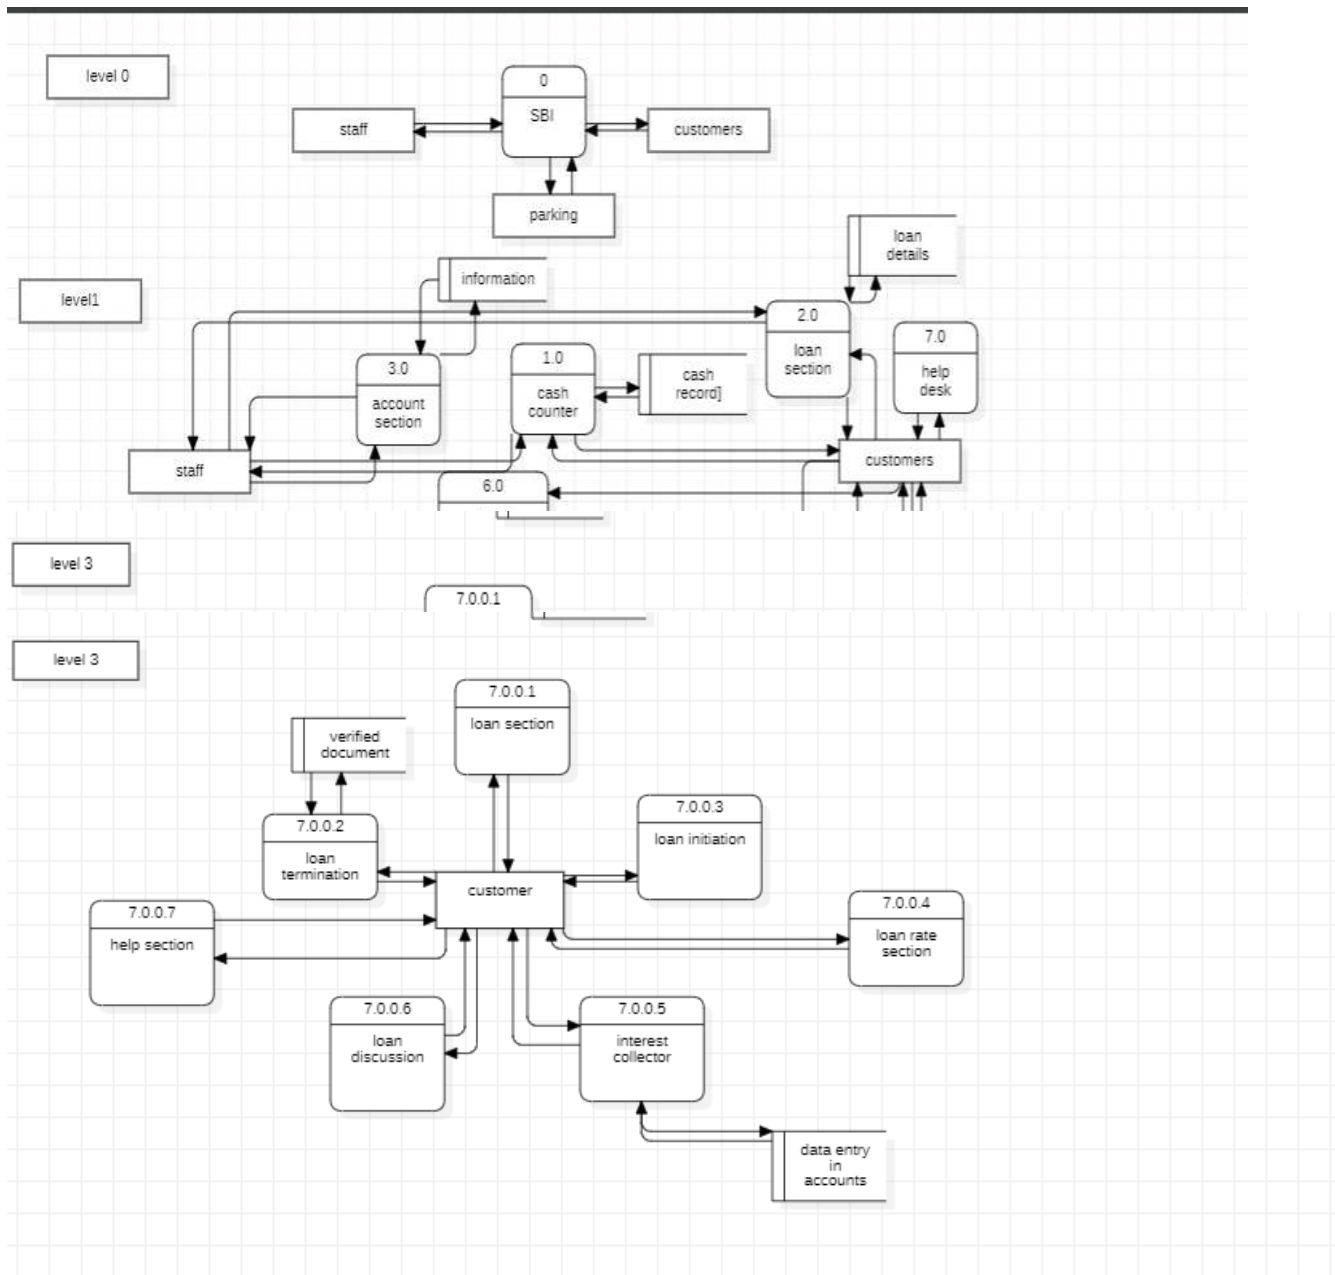 level 0
0
SBI
staff
customers
parking
loan
details
information
level1
2.0
loan
section
7.0
help
desk
3.0
account
section
1.0
cash
counter
cash
record]
staff
customers
6.0
level 3
7.0.0.1
level 3
7.0.0.1
loan section
verified
document
7.0.0.3
loan initiation
7.0.0.2
loan
termination
customer
7.0.0.4
loan rate
section
7.0.0.7
help section
7.0.0.6
loan
discussion
7.0.0.5
interest
collector
data entry
in
accounts